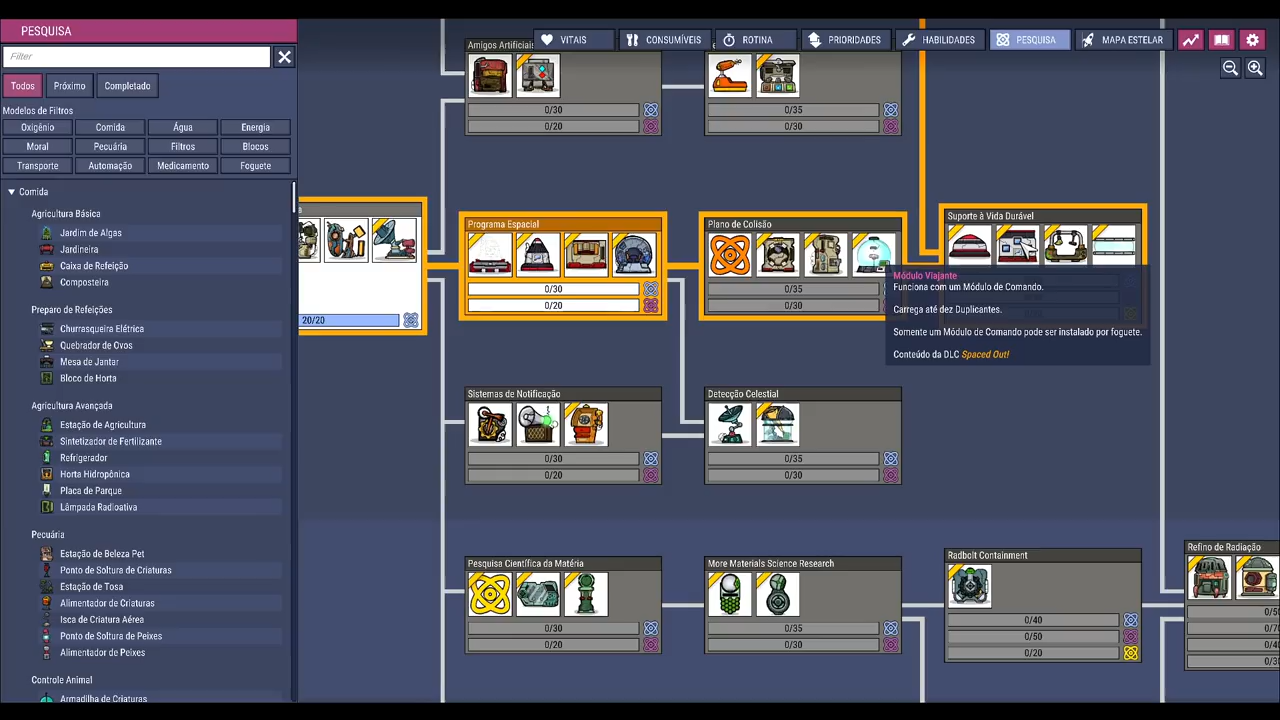 PESQUISA
VITAIS
CONSUMÍVEIS
ROTINA
PRIORIDADES
HABILIDADES
PESQUISA
MAPA ESTELAR
Filter
Todos
Próximo
Completado
Modelos de Filtros
Oxigênio
Comida
Água
Energia
Moral
Pecuária
Filtros
Blocos
Transporte
Automação
Medicamento
Foguete
Comida
Agricultura Básica
Jardim de Algas
Jardineira
Caixa de Refeição
Composteira
Preparo de Refeições
Churrasqueira Elétrica
Quebrador de Ovos
Mesa de Jantar
Bloco de Horta
Agricultura Avançada
Estação de Agricultura
Sintetizador de Fertilizante
Refrigerador
Horta Hidropônica
Placa de Parque
Lâmpada Radioativa
Pecuária
Estação de Beleza Pet
Ponto de Soltura de Criaturas
Estação de Tosa
Alimentador de Criaturas
Isca de Criatura Aérea
Ponto de Soltura de Peixes
Alimentador de Peixes
Controle Animal
Armadilha de Criaturas
Amigos Artificiais
0/30
0/20
0/35
0/30
20/20
Programa Espacial
0/30
0/20
Plano de Colisão
0/35
0/30
Suporte à Vida Durável
Módulo Viajante
Funciona com um Módulo de Comando.
Carrega até dez Duplicantes.
Somente um Módulo de Comando pode ser instalado por foguete.
Conteúdo da DLC Spaced Out!
Sistemas de Notificação
0/30
0/20
Detecção Celestial
0/35
0/30
Pesquisa Científica da Matéria
0/30
0/20
More Materials Science Research
0/35
0/30
Radbolt Containment
0/40
0/50
0/20
Refino de Radiação